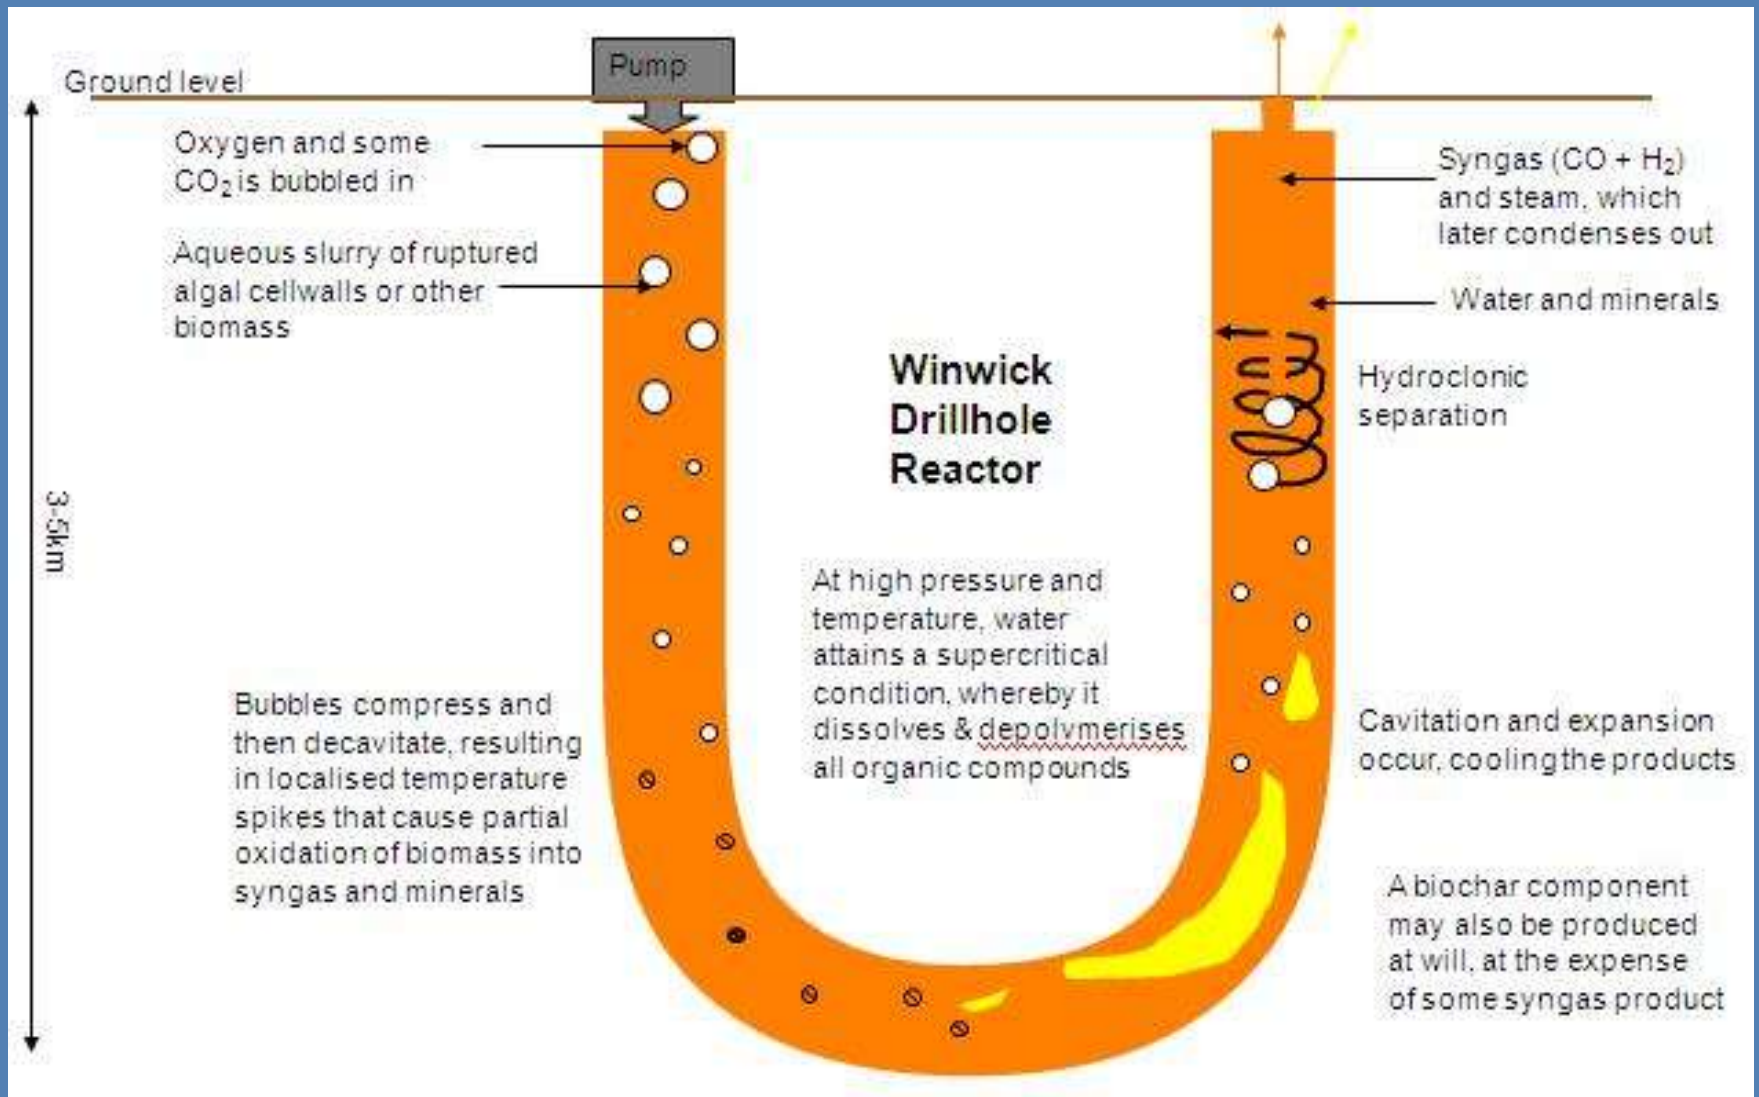 Pump
Ground level
Oxygen and some
CO₂ is bubbled in
Aqueous slurry of ruptured
algal cellwalls or other
biomass
3-5km
Bubbles compress and
then decavitate, resulting
in localised temperature
spikes that cause partial
oxidation of biomass into
syngas and minerals
Winwick
Drillhole
Reactor
At high pressure and
temperature, water
attains a supercritical
condition, whereby it
dissolves & depolymerises
all organic compounds
Syngas (CO + H₂)
and steam, which
later condenses out
Water and minerals
Hydroclonic
separation
Cavitation and expansion
occur, cooling the products
A biochar component
may also be produced
at will, at the expense
of some syngas product